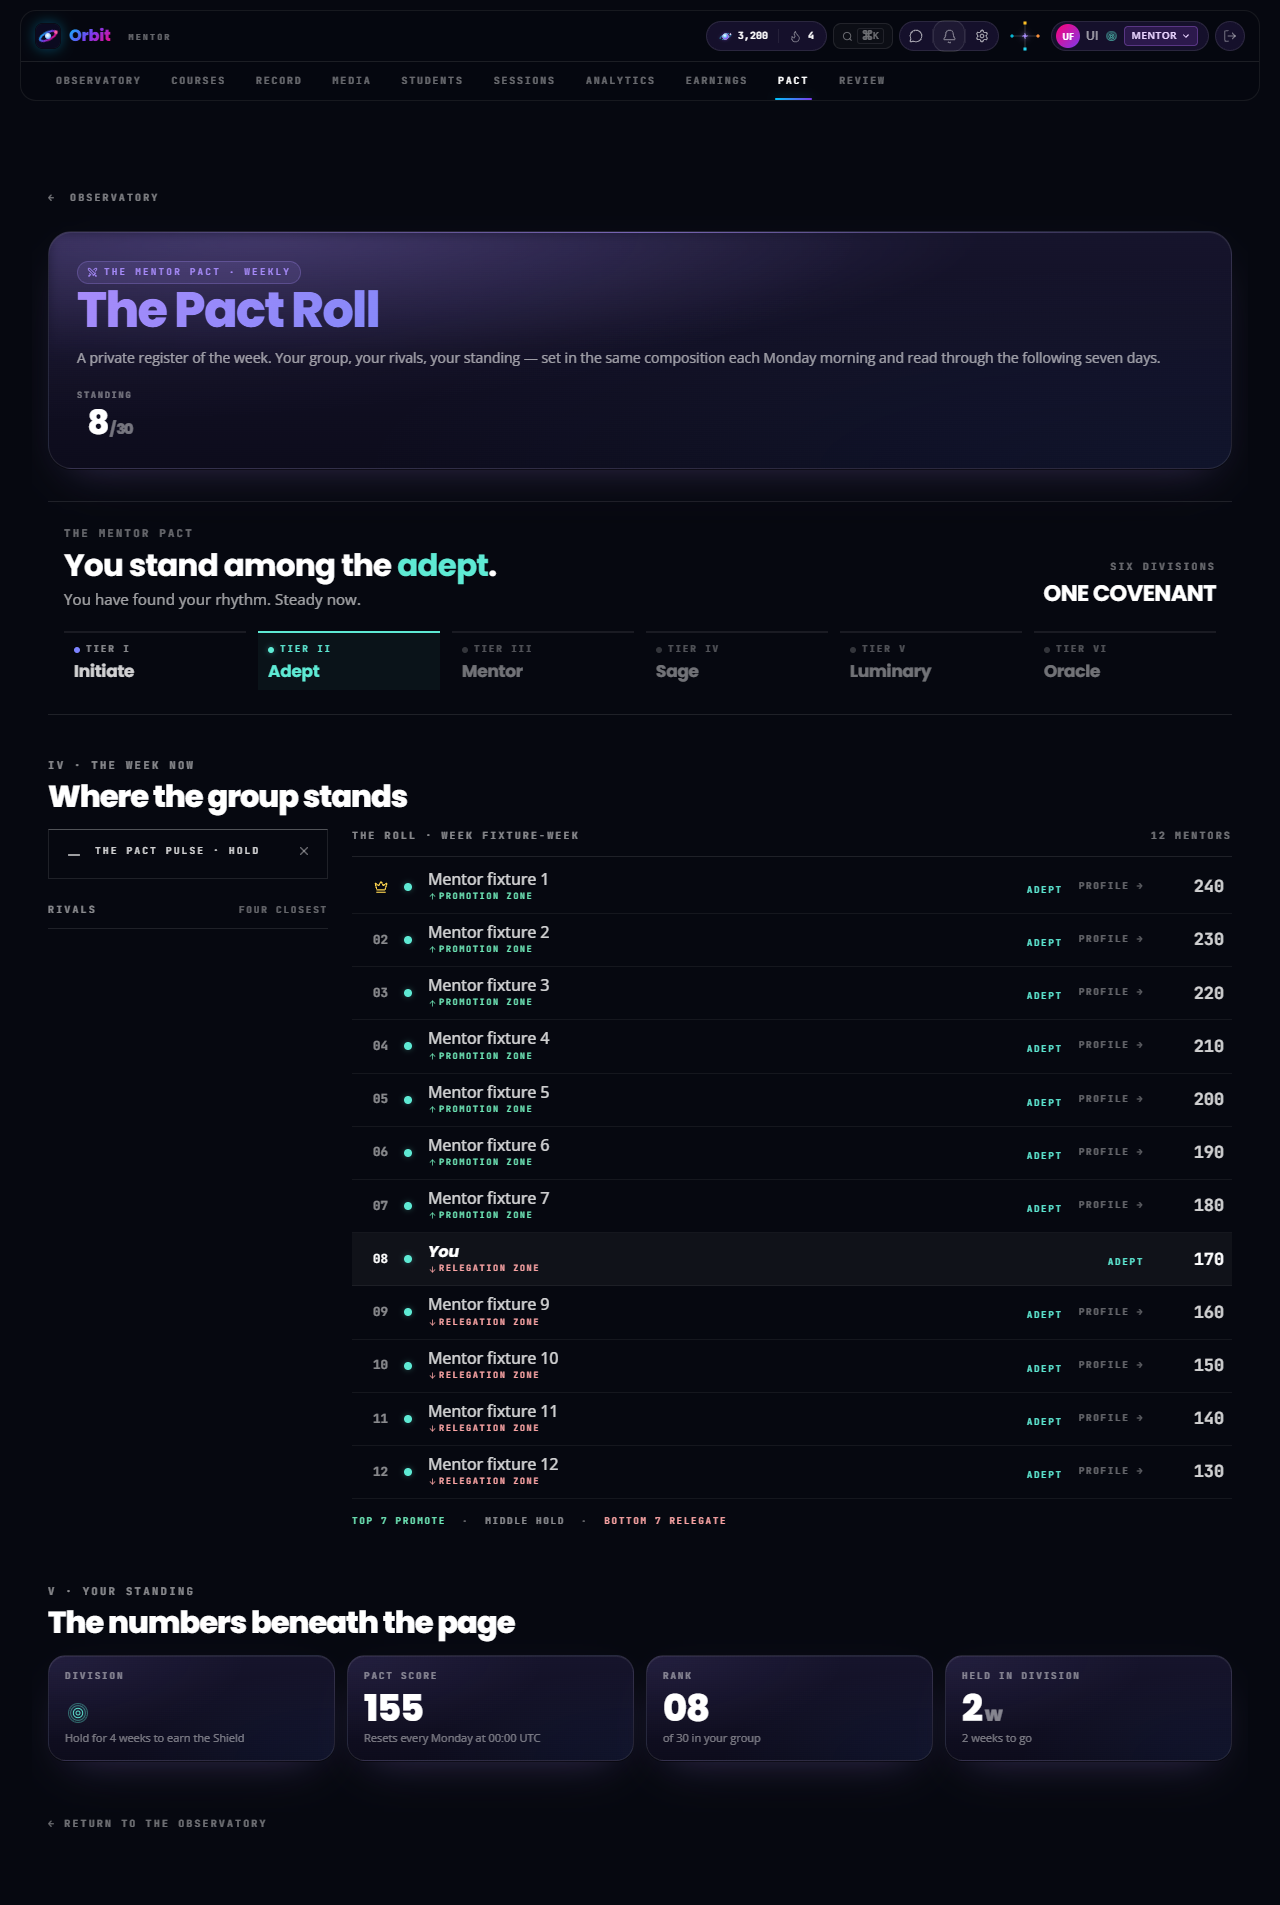 Orbit MENTOR
3,200 4 ⌘K UF UI MENTOR
OBSERVATORY COURSES RECORD MEDIA STUDENTS SESSIONS ANALYTICS EARNINGS PACT REVIEW
← OBSERVATORY
THE MENTOR PACT · WEEKLY
The Pact Roll
A private register of the week. Your group, your rivals, your standing — set in the same composition each Monday morning and read through the following seven days.
STANDING
8/30
THE MENTOR PACT
You stand among the adept.
You have found your rhythm. Steady now.
SIX DIVISIONS
ONE COVENANT
TIER I
Initiate
TIER II
Adept
TIER III
Mentor
TIER IV
Sage
TIER V
Luminary
TIER VI
Oracle
IV · THE WEEK NOW
Where the group stands
— THE PACT PULSE · HOLD ×
RIVALS FOUR CLOSEST
THE ROLL · WEEK FIXTURE-WEEK 12 MENTORS
Mentor fixture 1 ADEPT PROFILE → 240
↑ PROMOTION ZONE
02 Mentor fixture 2 ADEPT PROFILE → 230
↑ PROMOTION ZONE
03 Mentor fixture 3 ADEPT PROFILE → 220
↑ PROMOTION ZONE
04 Mentor fixture 4 ADEPT PROFILE → 210
↑ PROMOTION ZONE
05 Mentor fixture 5 ADEPT PROFILE → 200
↑ PROMOTION ZONE
06 Mentor fixture 6 ADEPT PROFILE → 190
↑ PROMOTION ZONE
07 Mentor fixture 7 ADEPT PROFILE → 180
↑ PROMOTION ZONE
08 You ADEPT 170
↓ RELEGATION ZONE
09 Mentor fixture 9 ADEPT PROFILE → 160
↓ RELEGATION ZONE
10 Mentor fixture 10 ADEPT PROFILE → 150
↓ RELEGATION ZONE
11 Mentor fixture 11 ADEPT PROFILE → 140
↓ RELEGATION ZONE
12 Mentor fixture 12 ADEPT PROFILE → 130
↓ RELEGATION ZONE
TOP 7 PROMOTE · MIDDLE HOLD · BOTTOM 7 RELEGATE
V · YOUR STANDING
The numbers beneath the page
DIVISION
Hold for 4 weeks to earn the Shield
PACT SCORE
155
Resets every Monday at 00:00 UTC
RANK
08
of 30 in your group
HELD IN DIVISION
2w
2 weeks to go
← RETURN TO THE OBSERVATORY